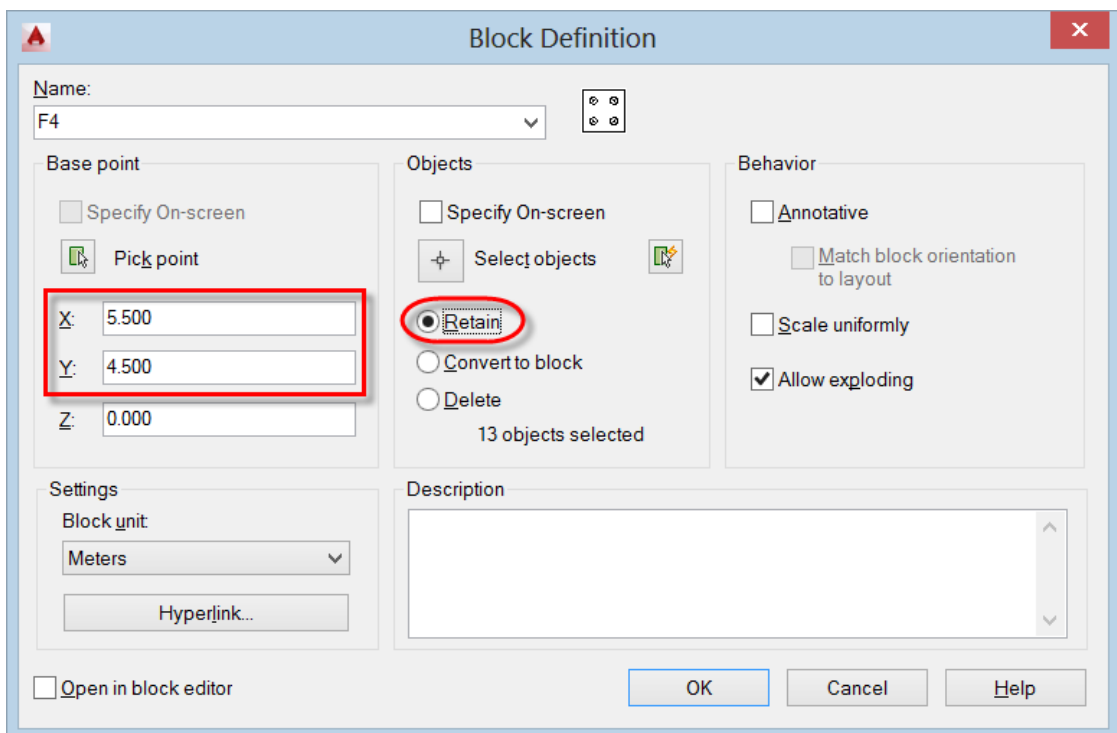 Block Definition
Name:
F4
Base point
Specify On-screen
Pick point
X: 5.500
Y: 4.500
Z: 0.000
Objects
Specify On-screen
Select objects
Retain
Convert to block
Delete
13 objects selected
Behavior
Annotative
Match block orientation
to layout
Scale uniformly
Allow exploding
Settings
Block unit:
Meters
Hyperlink...
Description
Open in block editor
OK
Cancel
Help